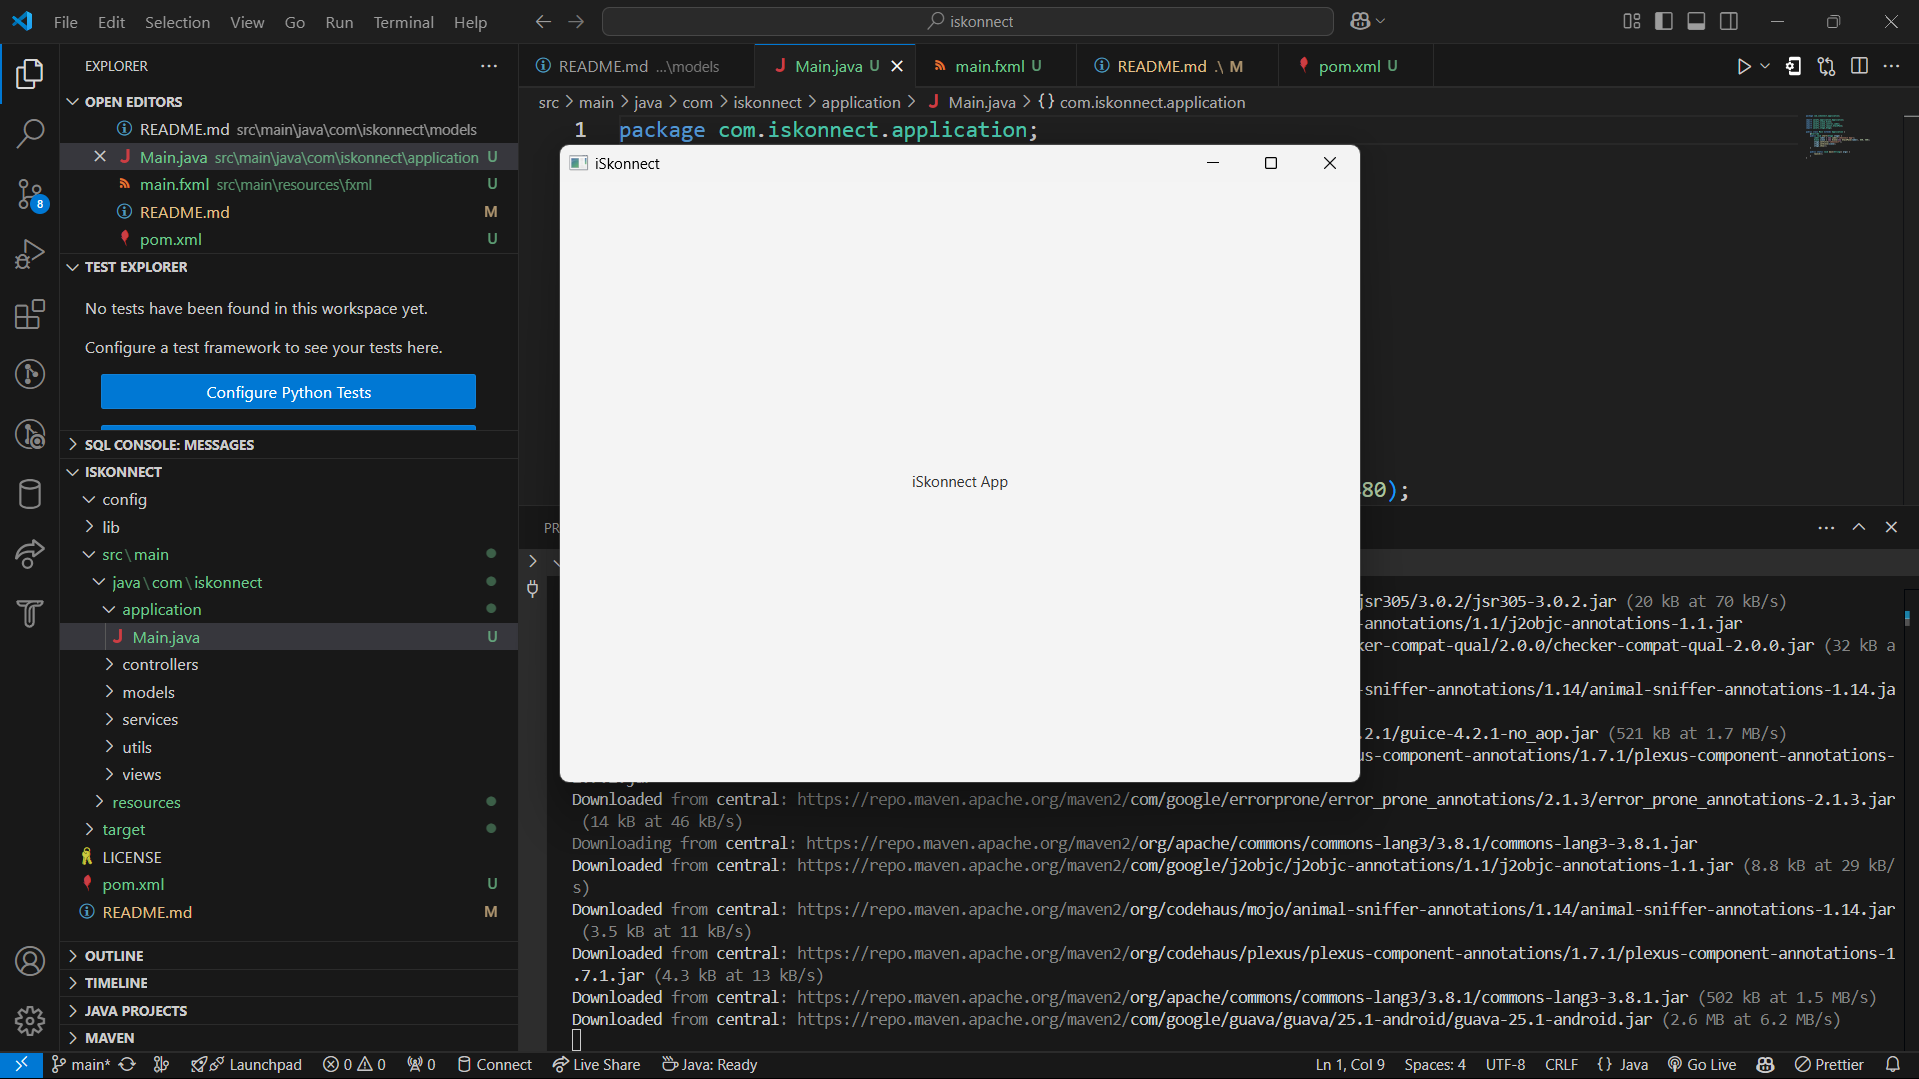 File Edit Selection View Go Run Terminal Help
iskonnect
EXPLORER
OPEN EDITORS
README.md src\main\java\com\iskonnect\models
Main.java src\main\java\com\iskonnect\application U
main.fxml src\main\resources\fxml U
README.md M
pom.xml U
TEST EXPLORER
No tests have been found in this workspace yet.
Configure a test framework to see your tests here.
Configure Python Tests
SQL CONSOLE: MESSAGES
ISKONNECT
config
lib
src\main
java\com\iskonnect
application
Main.java U
controllers
models
services
utils
views
resources
target
LICENSE
pom.xml U
README.md M
OUTLINE
TIMELINE
JAVA PROJECTS
MAVEN
README.md ...\models
Main.java U
main.fxml U
README.md .\ M
pom.xml U
src > main > java > com > iskonnect > application > Main.java > {} com.iskonnect.application
1 package com.iskonnect.application;
80);
iSkonnect
iSkonnect App
PR
jsr305/3.0.2/jsr305-3.0.2.jar (20 kB at 70 kB/s)
-annotations/1.1/j2objc-annotations-1.1.jar
ker-compat-qual/2.0.0/checker-compat-qual-2.0.0.jar (32 kB a
-sniffer-annotations/1.14/animal-sniffer-annotations-1.14.ja
.2.1/guice-4.2.1-no_aop.jar (521 kB at 1.7 MB/s)
us-component-annotations/1.7.1/plexus-component-annotations-
Downloaded from central: https://repo.maven.apache.org/maven2/com/google/errorprone/error_prone_annotations/2.1.3/error_prone_annotations-2.1.3.jar
(14 kB at 46 kB/s)
Downloading from central: https://repo.maven.apache.org/maven2/org/apache/commons/commons-lang3/3.8.1/commons-lang3-3.8.1.jar
Downloaded from central: https://repo.maven.apache.org/maven2/com/google/j2objc/j2objc-annotations/1.1/j2objc-annotations-1.1.jar (8.8 kB at 29 kB/
s)
Downloaded from central: https://repo.maven.apache.org/maven2/org/codehaus/mojo/animal-sniffer-annotations/1.14/animal-sniffer-annotations-1.14.jar
(3.5 kB at 11 kB/s)
Downloaded from central: https://repo.maven.apache.org/maven2/org/codehaus/plexus/plexus-component-annotations/1.7.1/plexus-component-annotations-1
.7.1.jar (4.3 kB at 13 kB/s)
Downloaded from central: https://repo.maven.apache.org/maven2/org/apache/commons/commons-lang3/3.8.1/commons-lang3-3.8.1.jar (502 kB at 1.5 MB/s)
Downloaded from central: https://repo.maven.apache.org/maven2/com/google/guava/guava/25.1-android/guava-25.1-android.jar (2.6 MB at 6.2 MB/s)
8
main* Launchpad 0 0 0 Connect Live Share Java: Ready Ln 1, Col 9 Spaces: 4 UTF-8 CRLF {} Java Go Live Prettier